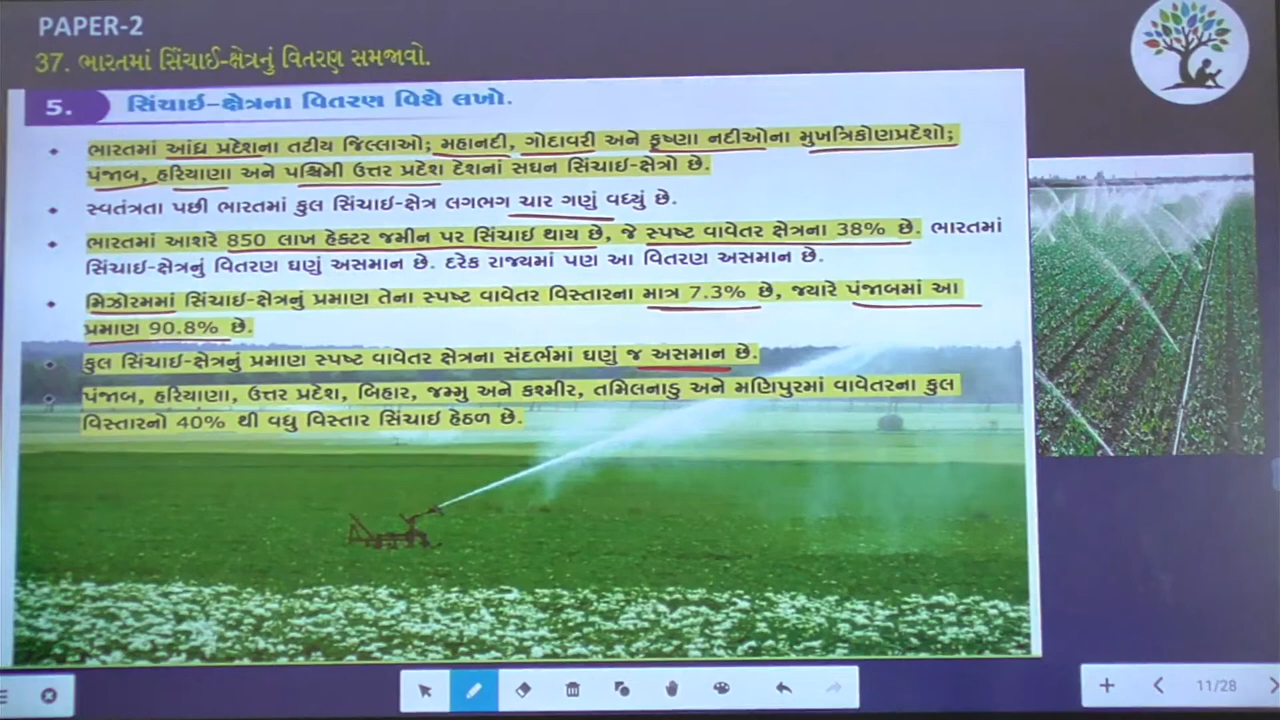 PAPER-2
37. ભારતમાં સિંચાઈ-ક્ષેત્રનું વિતરણ સમજાવો.
5. સિંચાઈ-ક્ષેત્રના વિતરણ વિશે લખો.
• ભારતમાં આંધ્ર પ્રદેશના તટીય જિલ્લાઓ; મહાનદી, ગોદાવરી અને કૃષ્ણા નદીઓના મુખત્રિકોણપ્રદેશો;
પંજાબ, હરિયાણા અને પશ્ચિમી ઉત્તર પ્રદેશ દેશનાં સઘન સિંચાઈ-ક્ષેત્રો છે.
• સ્વતંત્રતા પછી ભારતમાં કુલ સિંચાઈ-ક્ષેત્ર લગભગ ચાર ગણું વધ્યું છે.
• ભારતમાં આશરે 850 લાખ હેક્ટર જમીન પર સિંચાઈ થાય છે, જે સ્પષ્ટ વાવેતર ક્ષેત્રના 38% છે. ભારતમાં
સિંચાઈ-ક્ષેત્રનું વિતરણ ઘણું અસમાન છે. દરેક રાજ્યમાં પણ આ વિતરણ અસમાન છે.
• મિઝોરમમાં સિંચાઈ-ક્ષેત્રનું પ્રમાણ તેના સ્પષ્ટ વાવેતર વિસ્તારના માત્ર 7.3% છે, જ્યારે પંજાબમાં આ
પ્રમાણ 90.8% છે.
• કુલ સિંચાઈ-ક્ષેત્રનું પ્રમાણ સ્પષ્ટ વાવેતર ક્ષેત્રના સંદર્ભમાં ઘણું જ અસમાન છે.
• પંજાબ, હરિયાણા, ઉત્તર પ્રદેશ, બિહાર, જમ્મુ અને કશ્મીર, તમિલનાડુ અને મણિપુરમાં વાવેતરના કુલ
વિસ્તારનો 40% થી વધુ વિસ્તાર સિંચાઈ હેઠળ છે.
11/28